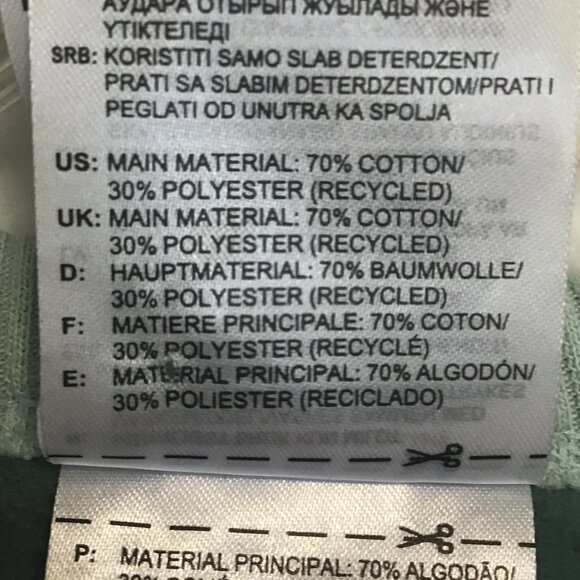 АУДАРА ОТЫРЫП ЖУЫЛАДЫ ЖӘНЕ
ҮТІКТЕЛЕДІ
SRB: KORISTITI SAMO SLAB DETERDZENT/
PRATI SA SLABIM DETERDZENTOM/PRATI I
PEGLATI OD UNUTRA KA SPOLJA
US: MAIN MATERIAL: 70% COTTON/
30% POLYESTER (RECYCLED)
UK: MAIN MATERIAL: 70% COTTON/
30% POLYESTER (RECYCLED)
D: HAUPTMATERIAL: 70% BAUMWOLLE/
30% POLYESTER (RECYCLED)
F: MATIERE PRINCIPALE: 70% COTON/
30% POLYESTER (RECYCLÉ)
E: MATERIAL PRINCIPAL: 70% ALGODÓN/
30% POLIESTER (RECICLADO)
P: MATERIAL PRINCIPAL: 70% ALGODÃO/
30%